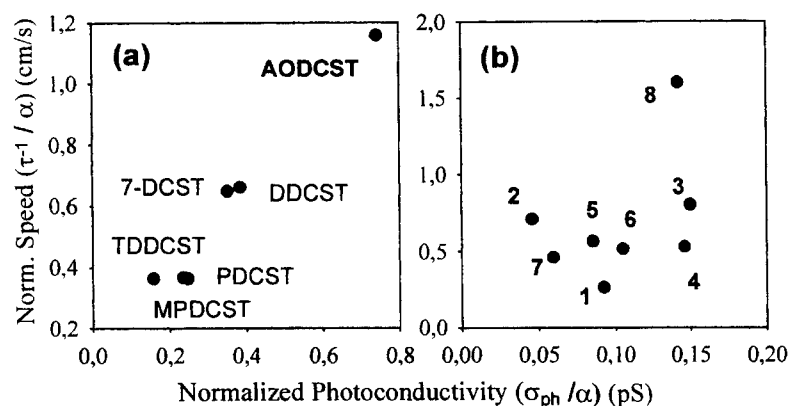 Norm. Speed (τ⁻¹ / α) (cm/s)
1,2
1,0
0,8
0,6
0,4
0,2
(a)
AODCST
7-DCST
DDCST
TDDCST
PDCST
MPDCST
0,0 0,2 0,4 0,6 0,8
2,0
1,5
1,0
0,5
0,0
(b)
8
3
2
5
6
7
1
4
0,00 0,05 0,10 0,15 0,20
Normalized Photoconductivity (σph /α) (pS)